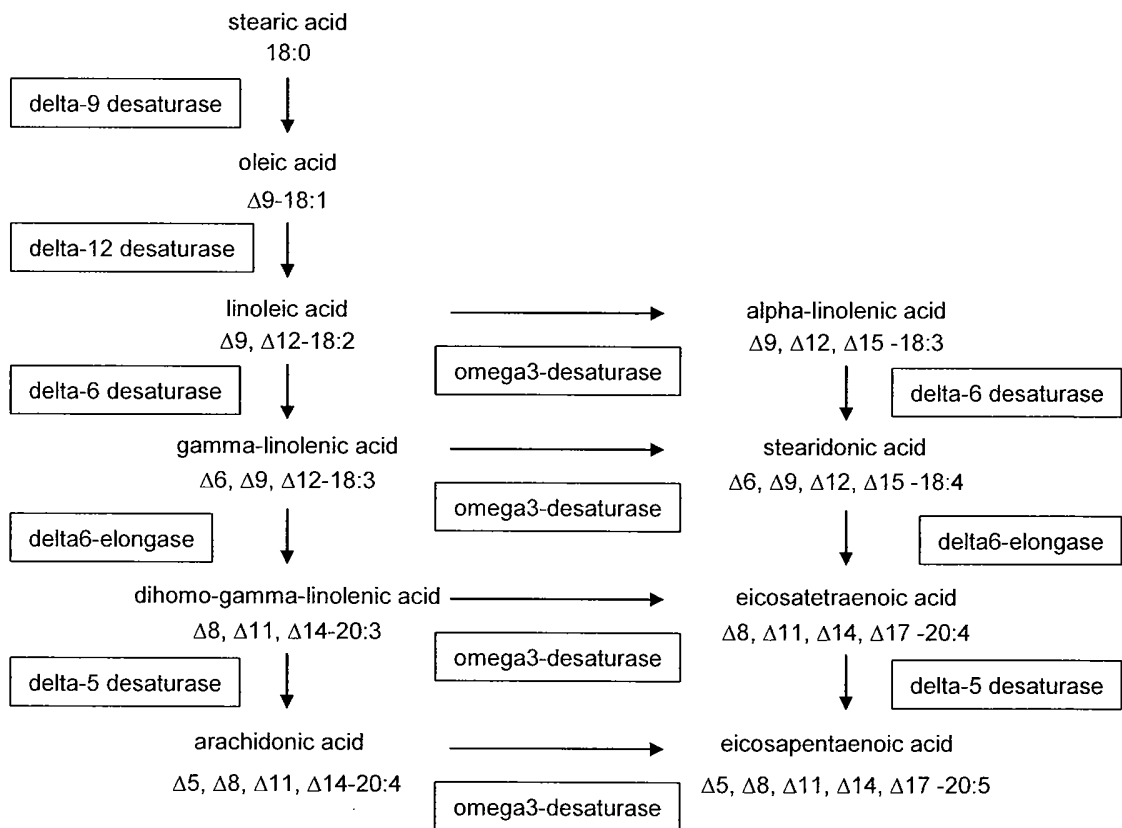 stearic acid
18:0
delta-9 desaturase
oleic acid
Δ9-18:1
delta-12 desaturase
linoleic acid
alpha-linolenic acid
Δ9, Δ12-18:2
Δ9, Δ12, Δ15 -18:3
omega3-desaturase
delta-6 desaturase
delta-6 desaturase
gamma-linolenic acid
stearidonic acid
Δ6, Δ9, Δ12-18:3
Δ6, Δ9, Δ12, Δ15 -18:4
omega3-desaturase
delta6-elongase
delta6-elongase
dihomo-gamma-linolenic acid
eicosatetraenoic acid
Δ8, Δ11, Δ14-20:3
Δ8, Δ11, Δ14, Δ17 -20:4
omega3-desaturase
delta-5 desaturase
delta-5 desaturase
arachidonic acid
eicosapentaenoic acid
Δ5, Δ8, Δ11, Δ14-20:4
Δ5, Δ8, Δ11, Δ14, Δ17 -20:5
omega3-desaturase